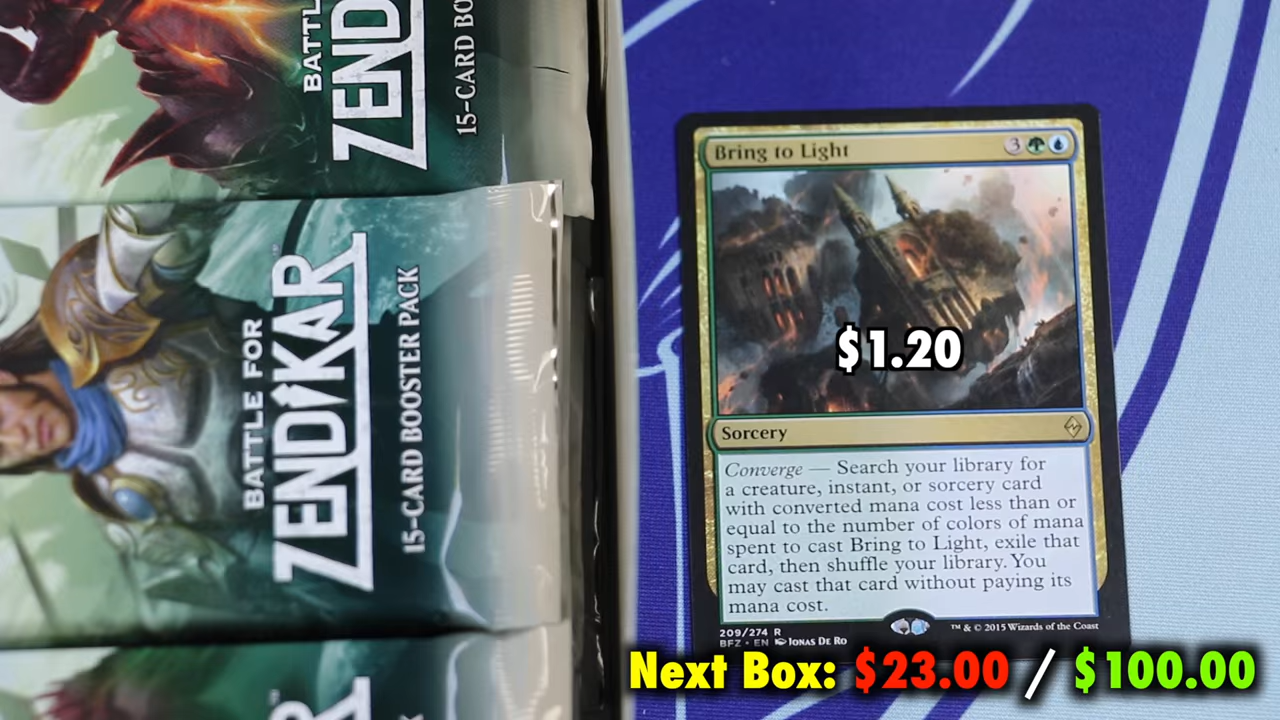 BATTL
ZEND
15-CARD BO
BATTLE FOR
ZENDIKAR
15-CARD BOOSTER PACK
Bring to Light
3
$1.20
Sorcery
Converge — Search your library for
a creature, instant, or sorcery card
with converted mana cost less than or
equal to the number of colors of mana
spent to cast Bring to Light, exile that
card, then shuffle your library. You
may cast that card without paying its
mana cost.
209/274 R
BFZ • EN Jonas De Ro
™ & © 2015 Wizards of the Coast
Next Box: $23.00 / $100.00